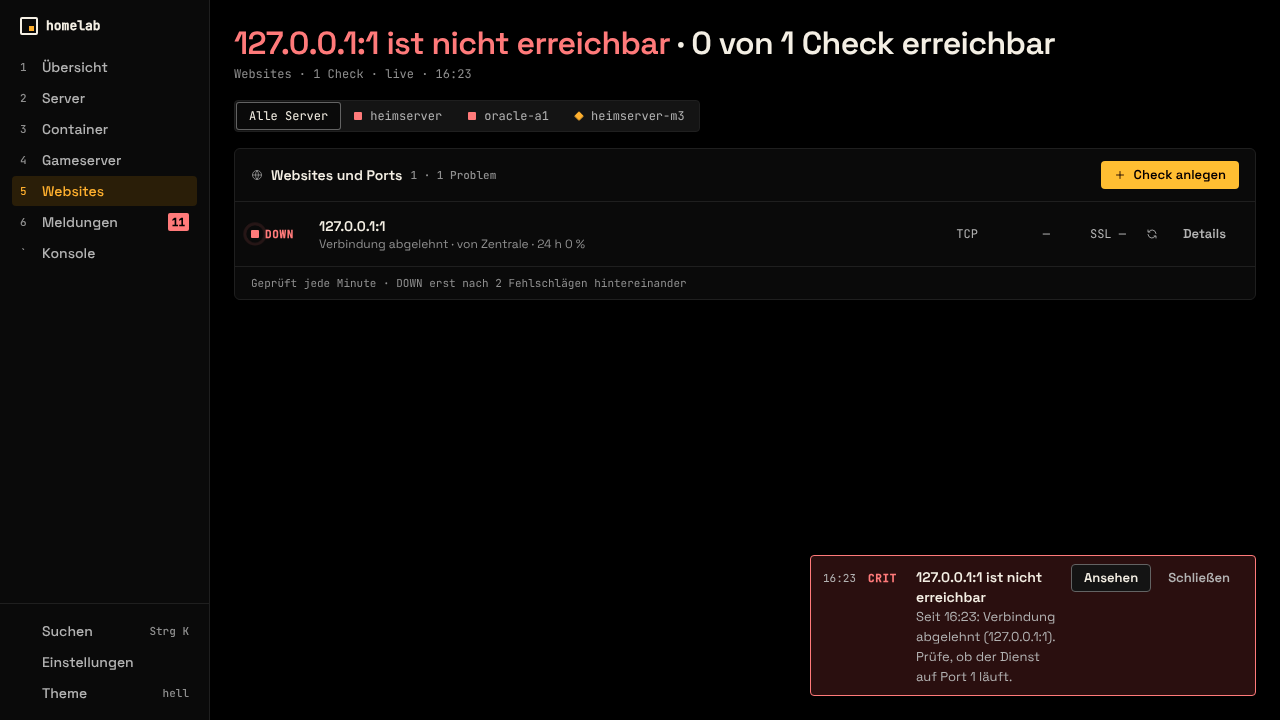 homelab
1 Übersicht
2 Server
3 Container
4 Gameserver
5 Websites
6 Meldungen 11
` Konsole
Suchen Strg K
Einstellungen
Theme hell
127.0.0.1:1 ist nicht erreichbar · 0 von 1 Check erreichbar
Websites · 1 Check · live · 16:23
Alle Server heimserver oracle-a1 heimserver-m3
Websites und Ports 1 · 1 Problem + Check anlegen
DOWN 127.0.0.1:1 TCP — SSL — Details
Verbindung abgelehnt · von Zentrale · 24 h 0 %
Geprüft jede Minute · DOWN erst nach 2 Fehlschlägen hintereinander
16:23 CRIT 127.0.0.1:1 ist nicht Ansehen Schließen
erreichbar
Seit 16:23: Verbindung
abgelehnt (127.0.0.1:1).
Prüfe, ob der Dienst
auf Port 1 läuft.